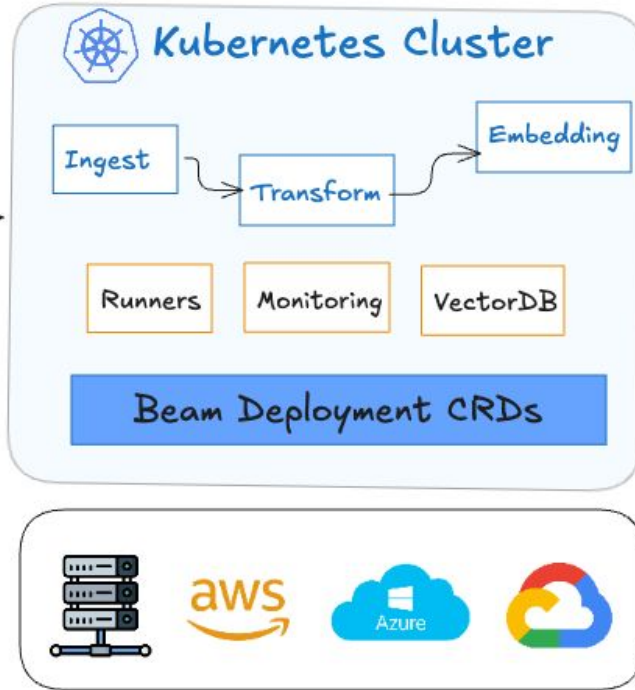 Kubernetes Cluster
Ingest
Transform
Embedding
Runners
Monitoring
VectorDB
Beam Deployment CRDs
aws
Azure